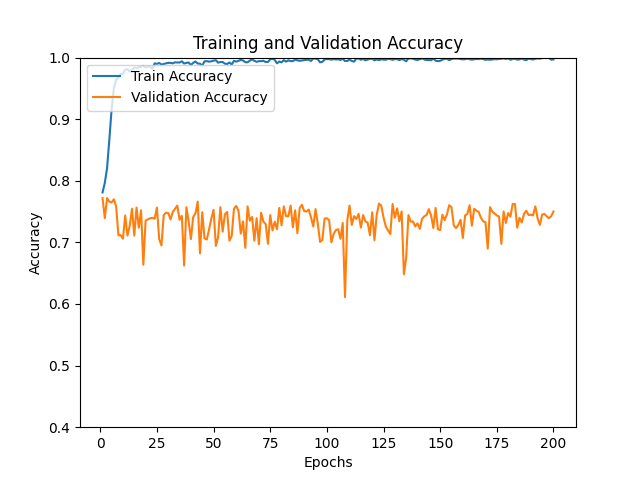 Training and Validation Accuracy
Train Accuracy
Validation Accuracy
1.0
0.9
0.8
0.7
0.6
0.5
0.4
Accuracy
0 25 50 75 100 125 150 175 200
Epochs